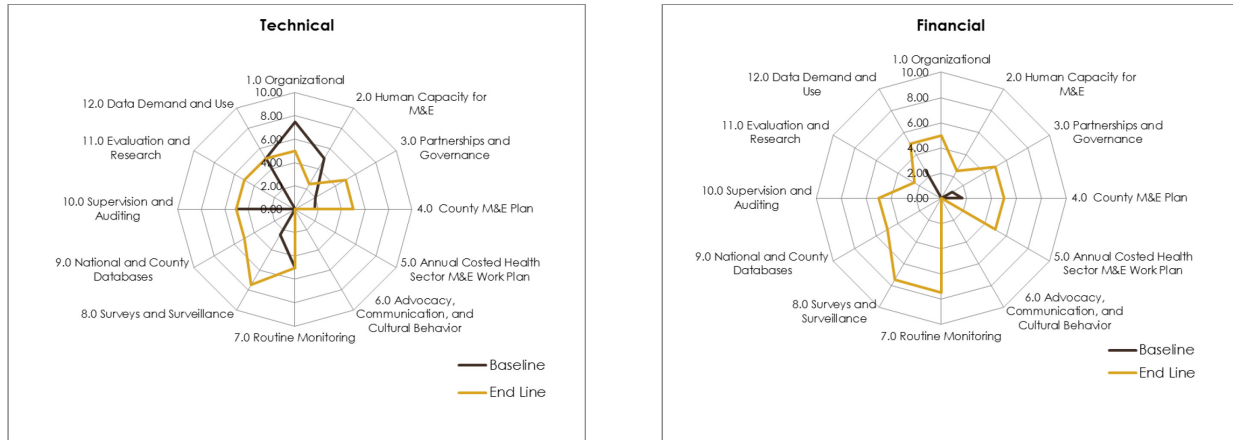 Technical
1.0 Organizational
10.00
8.00
6.00
4.00
2.00
0.00
2.0 Human Capacity for
M&E
3.0 Partnerships and
Governance
4.0 County M&E Plan
5.0 Annual Costed Health
Sector M&E Work Plan
6.0 Advocacy,
Communication, and
Cultural Behavior
7.0 Routine Monitoring
8.0 Surveys and Surveillance
9.0 National and County
Databases
10.0 Supervision and
Auditing
11.0 Evaluation and
Research
12.0 Data Demand and Use
Baseline
End Line
Financial
1.0 Organizational
10.00
8.00
6.00
4.00
2.00
0.00
2.0 Human Capacity for
M&E
3.0 Partnerships and
Governance
4.0 County M&E Plan
5.0 Annual Costed Health
Sector M&E Work Plan
6.0 Advocacy,
Communication, and
Cultural Behavior
7.0 Routine Monitoring
8.0 Surveys and
Surveillance
9.0 National and County
Databases
10.0 Supervision and
Auditing
11.0 Evaluation and
Research
12.0 Data Demand and
Use
Baseline
End Line